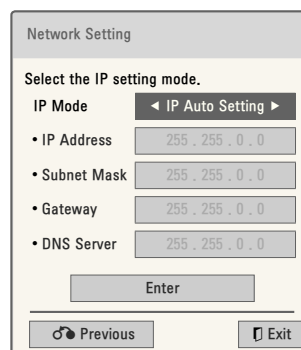 Network Setting
Select the IP setting mode.
IP Mode ◄ IP Auto Setting ►
• IP Address 255 . 255 . 0 . 0
• Subnet Mask 255 . 255 . 0 . 0
• Gateway 255 . 255 . 0 . 0
• DNS Server 255 . 255 . 0 . 0
Enter
Previous Exit